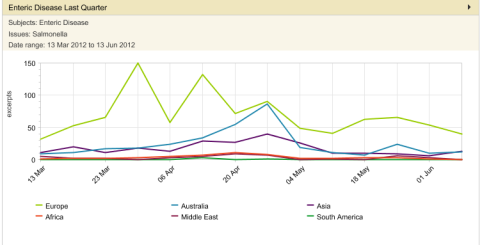 Enteric Disease Last Quarter
Subjects: Enteric Disease
Issues: Salmonella
Date range: 13 Mar 2012 to 13 Jun 2012
150
100
50
0
excerpts
13 Mar
23 Mar
06 Apr
20 Apr
04 May
18 May
01 Jun
Europe
Australia
Asia
Africa
Middle East
South America